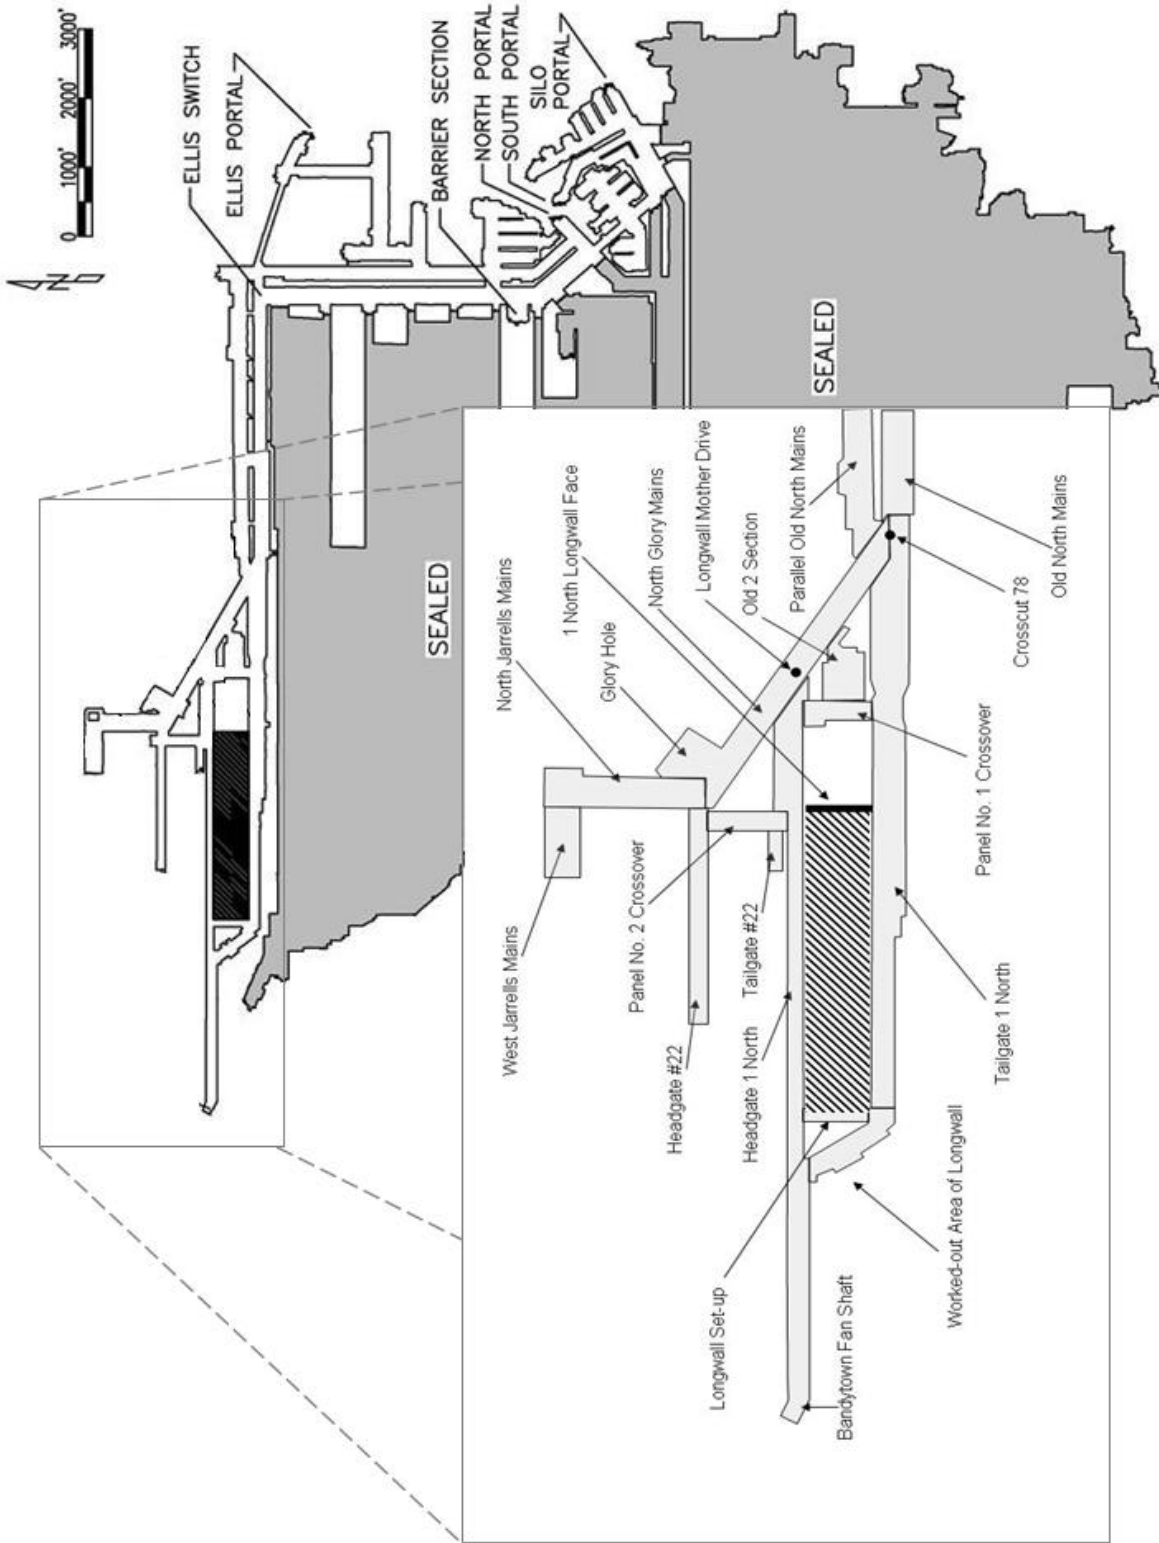 3000'
2000'
1000'
0
N
ELLIS SWITCH
ELLIS PORTAL
BARRIER SECTION
NORTH PORTAL
SOUTH PORTAL
SILO
PORTAL
SEALED
SEALED
North Jarrells Mains
1 North Longwall Face
Glory Hole
North Glory Mains
Longwall Mother Drive
Old 2 Section
Parallel Old North Mains
Old North Mains
Crosscut 78
Panel No. 1 Crossover
West Jarrells Mains
Panel No. 2 Crossover
Tailgate #22
Headgate #22
Headgate 1 North
Tailgate 1 North
Longwall Set-up
Bandytown Fan Shaft
Worked-out Area of Longwall